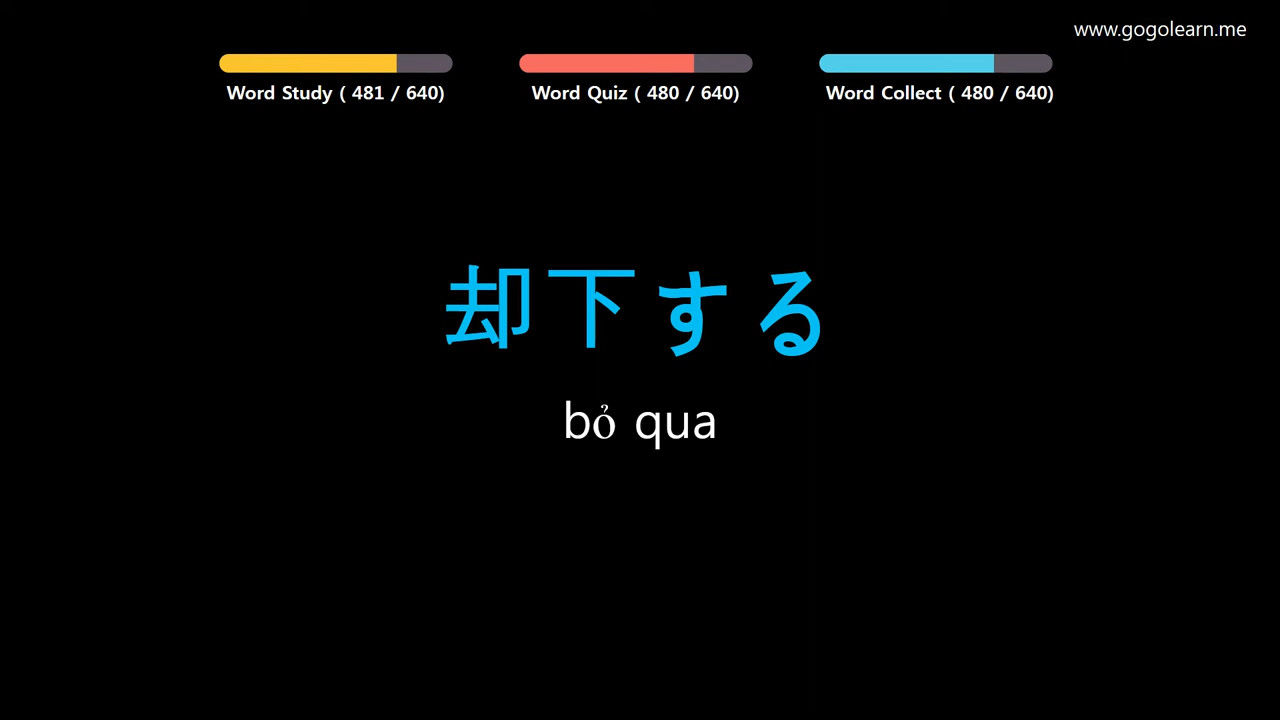 www.gogolearn.me
Word Study ( 481 / 640)
Word Quiz ( 480 / 640)
Word Collect ( 480 / 640)
却下する
bỏ qua